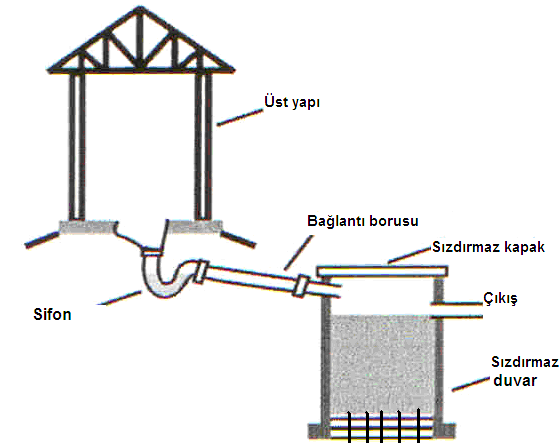 Üst yapı
Bağlantı borusu
Sızdırmaz kapak
Çıkış
Sifon
Sızdırmaz
duvar